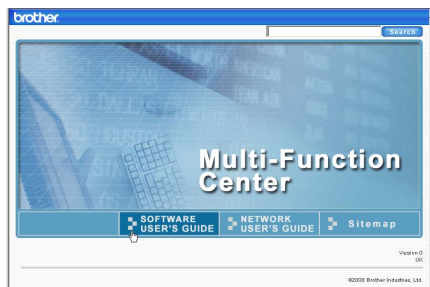 brother.
Search
Multi-Function
Center
SOFTWARE
USER'S GUIDE
NETWORK
USER'S GUIDE
Sitemap
Version 0
UK
©2008 Brother Industries, Ltd.